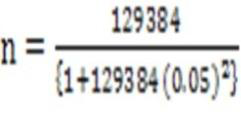 n = 129384 / {1+129384(0.05)²}